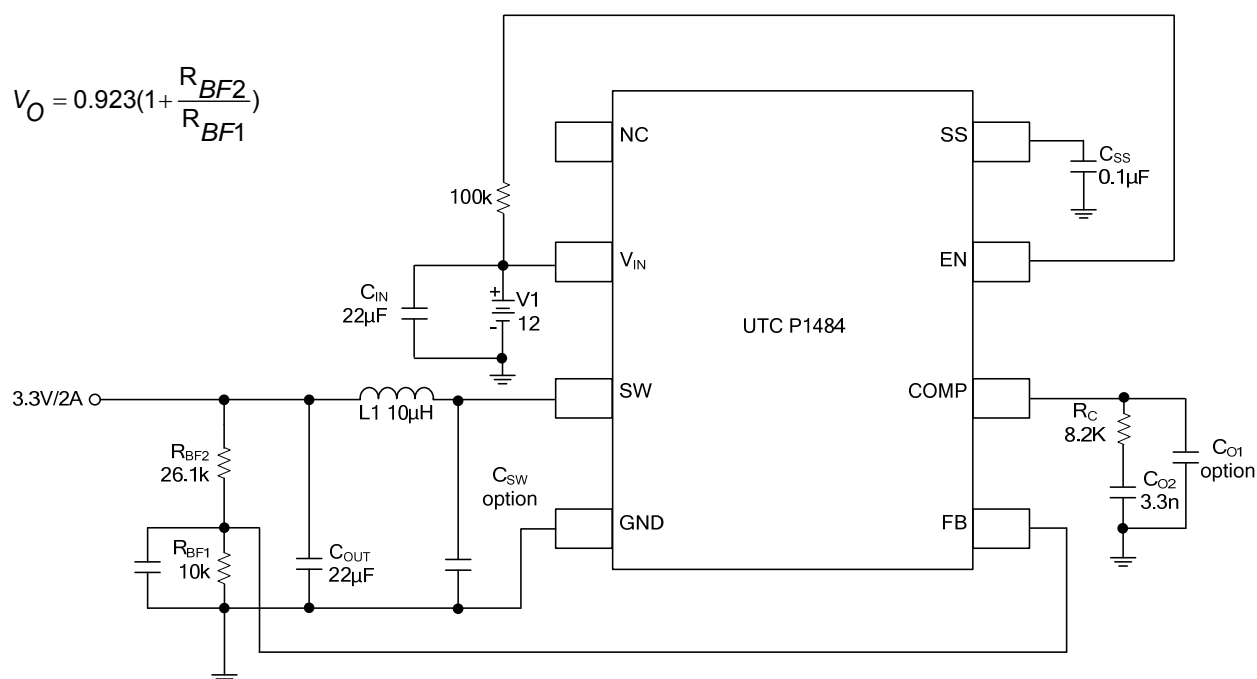 V_O = 0.923(1 + R_BF2 / R_BF1)
NC
SS
C_SS
0.1µF
100k
V_IN
EN
C_IN
22µF
+
V1
-
12
UTC P1484
3.3V/2A
L1 10µH
SW
COMP
R_C
8.2K
C_O1
option
R_BF2
26.1k
C_SW
option
C_O2
3.3n
GND
FB
R_BF1
10k
C_OUT
22µF